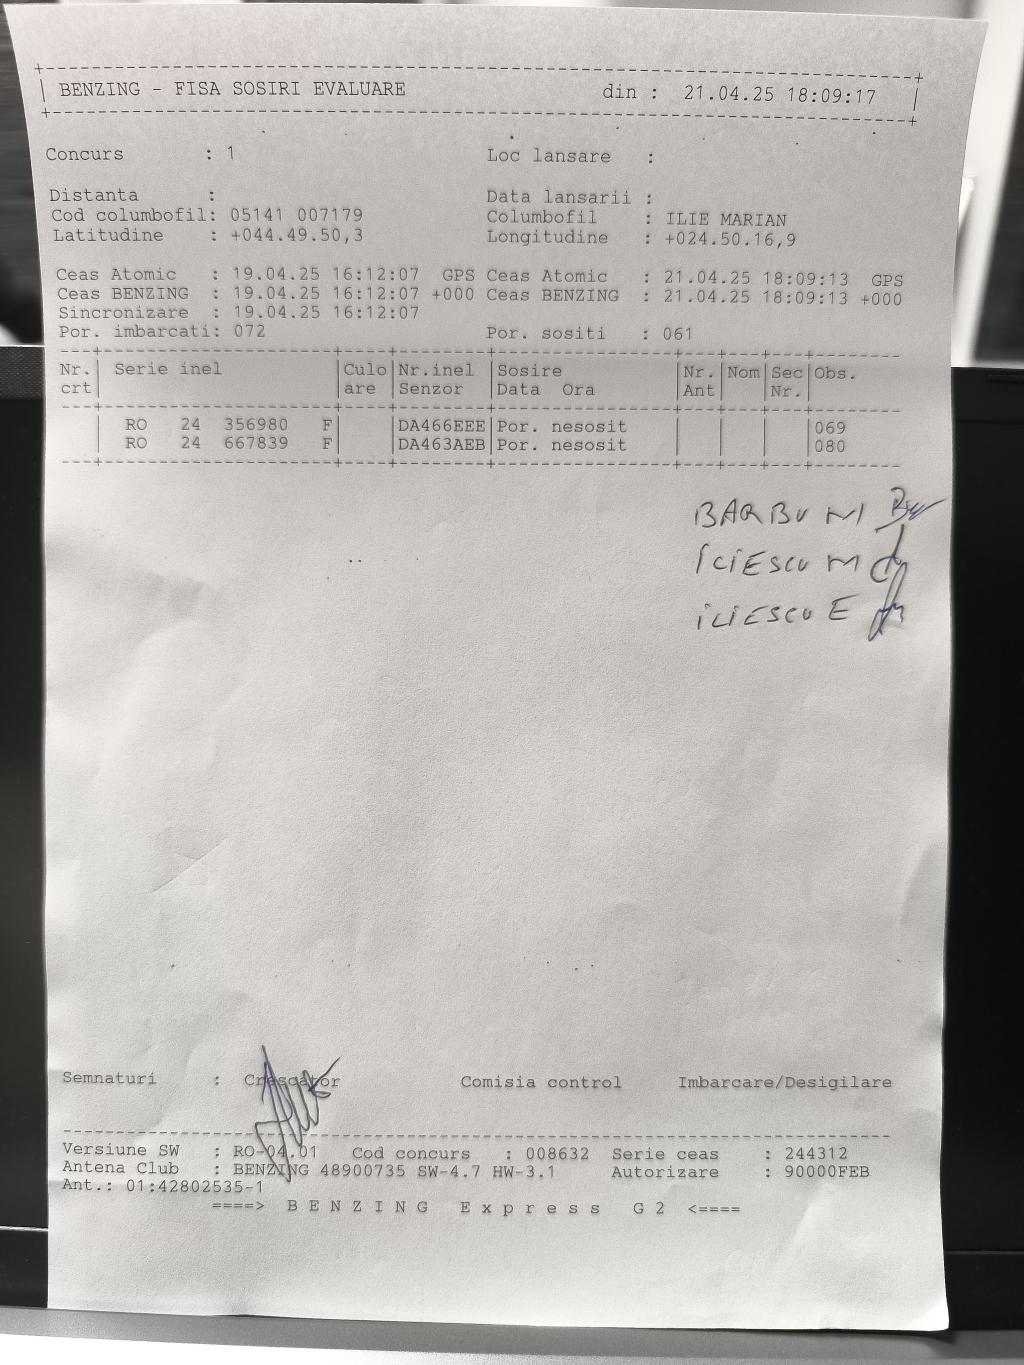 BENZING - FISA SOSIRI EVALUARE din : 21.04.25 18:09:17
Concurs : 1 Loc lansare :
Distanta : Data lansarii :
Cod columbofil: 05141 007179 Columbofil : ILIE MARIAN
Latitudine : +044.49.50,3 Longitudine : +024.50.16,9
Ceas Atomic : 19.04.25 16:12:07 GPS Ceas Atomic : 21.04.25 18:09:13 GPS
Ceas BENZING : 19.04.25 16:12:07 +000 Ceas BENZING : 21.04.25 18:09:13 +000
Sincronizare : 19.04.25 16:12:07
Por. imbarcati: 072 Por. sositi : 061
Nr. Serie inel Culo Nr.inel Sosire Nr. Nom Sec Obs.
crt are Senzor Data Ora Ant Nr.
RO 24 356980 F DA466EEE Por. nesosit 069
RO 24 667839 F DA463AEB Por. nesosit 080
BARBU NI
ILIESCU M
ILIESCU E
Semnaturi : Crescator Comisia control Imbarcare/Desigilare
Versiune SW : RO-04.01 Cod concurs : 008632 Serie ceas : 244312
Antena Club : BENZING 48900735 SW-4.7 HW-3.1 Autorizare : 90000FEB
Ant.: 01:42802535-1
====> B E N Z I N G E x p r e s s G 2 <====